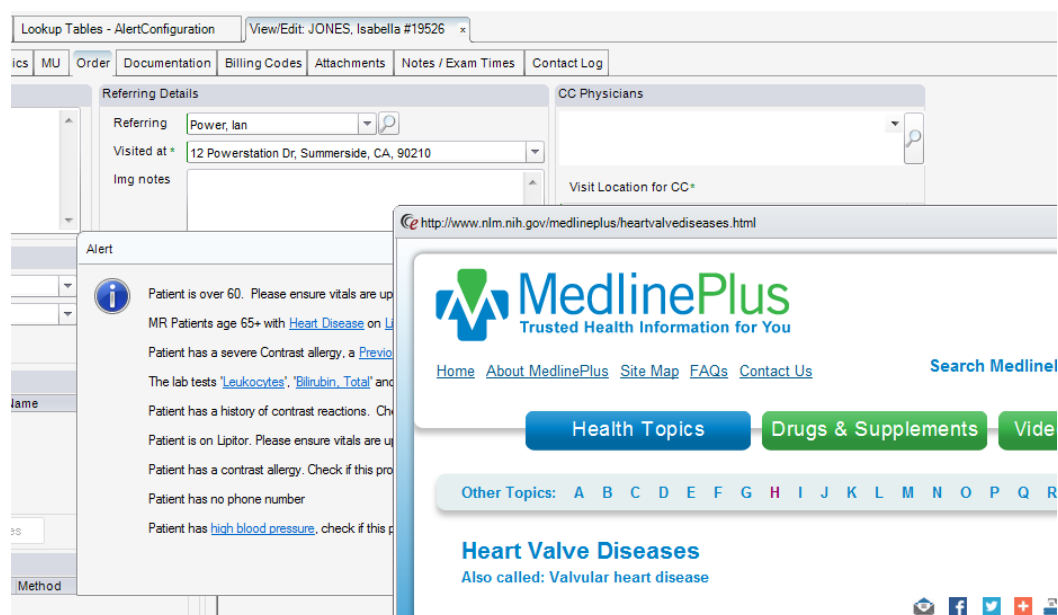 Lookup Tables - AlertConfiguration View/Edit: JONES, Isabella #19526 ×
ics MU Order Documentation Billing Codes Attachments Notes / Exam Times Contact Log
Referring Details CC Physicians
Referring Power, Ian
Visited at * 12 Powerstation Dr, Summerside, CA, 90210
Img notes
Visit Location for CC*
http://www.nlm.nih.gov/medlineplus/heartvalvediseases.html
Alert
Patient is over 60. Please ensure vitals are up
MR Patients age 65+ with Heart Disease on Li
Patient has a severe Contrast allergy, a Previo
The lab tests 'Leukocytes', 'Bilirubin, Total' and
Patient has a history of contrast reactions. Che
Patient is on Lipitor. Please ensure vitals are up
Patient has a contrast allergy. Check if this pro
Patient has no phone number
Patient has high blood pressure, check if this p
Name
es
Method
MedlinePlus
Trusted Health Information for You
Home About MedlinePlus Site Map FAQs Contact Us
Search Medline
Health Topics Drugs & Supplements Vide
Other Topics: A B C D E F G H I J K L M N O P Q R
Heart Valve Diseases
Also called: Valvular heart disease